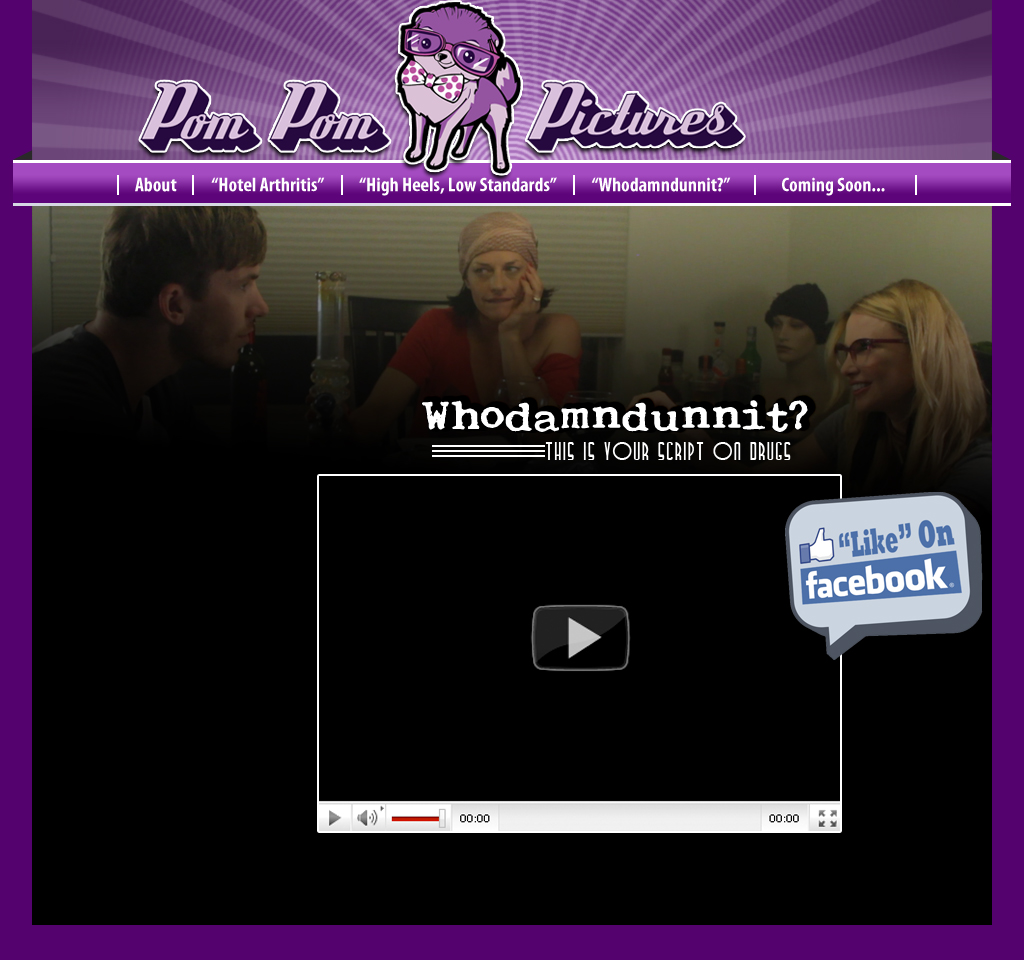 Pom Pom Pictures
About
“Hotel Arthritis”
“High Heels, Low Standards”
“Whodamndunnit?”
Coming Soon...
Whodamndunnit?
THIS IS YOUR SCRIPT ON DRUGS
“Like” On
facebook®
00:00
00:00